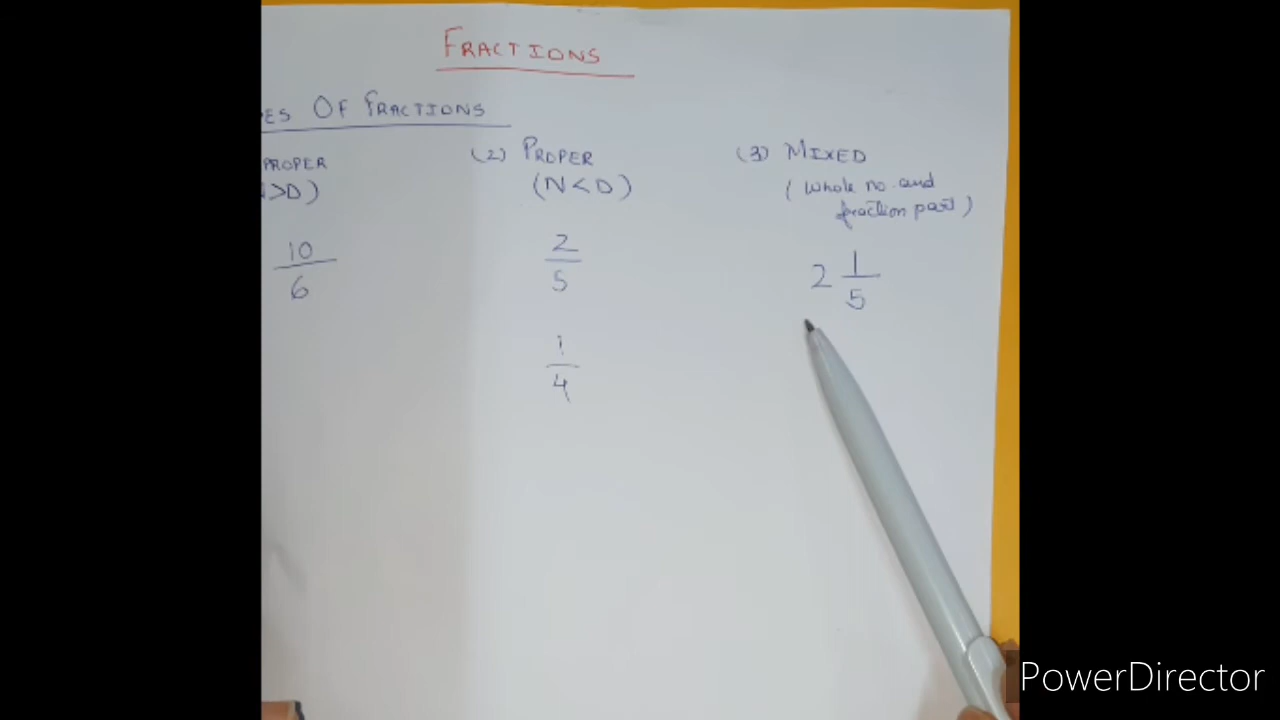 FRACTIONS
ES OF FRACTIONS
PROPER
>D)
10
6
(2) PROPER
(N<D)
2
5
1
4
(3) MIXED
( Whole no. and
fraction part )
2 1
5
PowerDirector